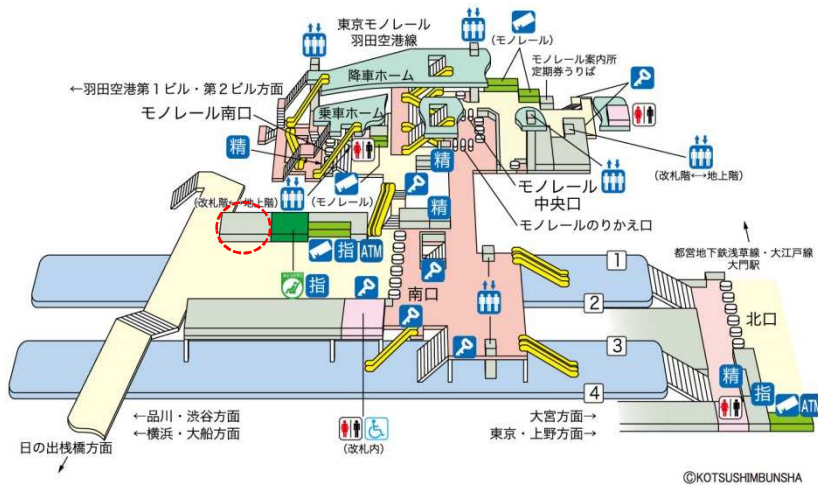 東京モノレール
羽田空港線
(モノレール)
モノレール案内所
定期券うりば
降車ホーム
←羽田空港第1ビル・第2ビル方面
乗車ホーム
モノレール南口
精
(改札階←→地上階)
(モノレール)
精
モノレール
中央口
(改札階←→地上階)
精
モノレールのりかえ口
都営地下鉄浅草線・大江戸線
大門駅
指
ATM
指
南口
1
2
3
4
北口
精
指
ATM
←品川・渋谷方面
←横浜・大船方面
(改札内)
大宮方面→
東京・上野方面→
日の出桟橋方面
©KOTSUSHIMBUNSHA